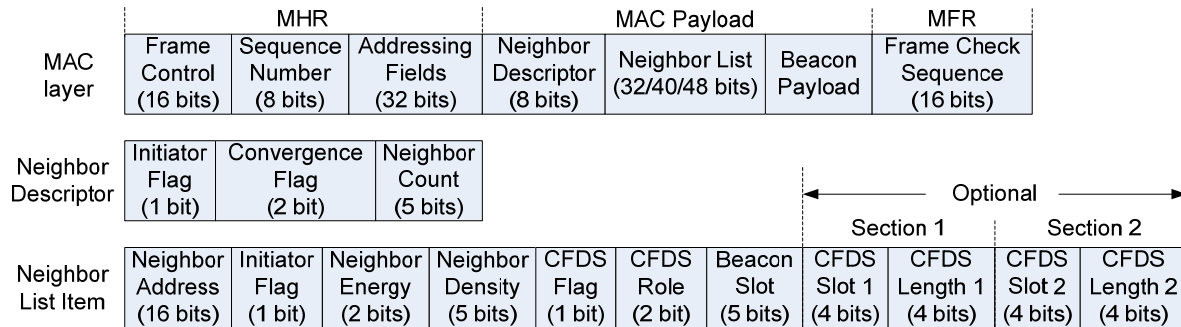 MHR MAC Payload MFR
MAC layer
Frame Control (16 bits)
Sequence Number (8 bits)
Addressing Fields (32 bits)
Neighbor Descriptor (8 bits)
Neighbor List (32/40/48 bits)
Beacon Payload
Frame Check Sequence (16 bits)
Neighbor Descriptor
Initiator Flag (1 bit)
Convergence Flag (2 bit)
Neighbor Count (5 bits)
Optional
Section 1 Section 2
Neighbor List Item
Neighbor Address (16 bits)
Initiator Flag (1 bit)
Neighbor Energy (2 bits)
Neighbor Density (5 bits)
CFDS Flag (1 bit)
CFDS Role (2 bit)
Beacon Slot (5 bits)
CFDS Slot 1 (4 bits)
CFDS Length 1 (4 bits)
CFDS Slot 2 (4 bits)
CFDS Length 2 (4 bits)